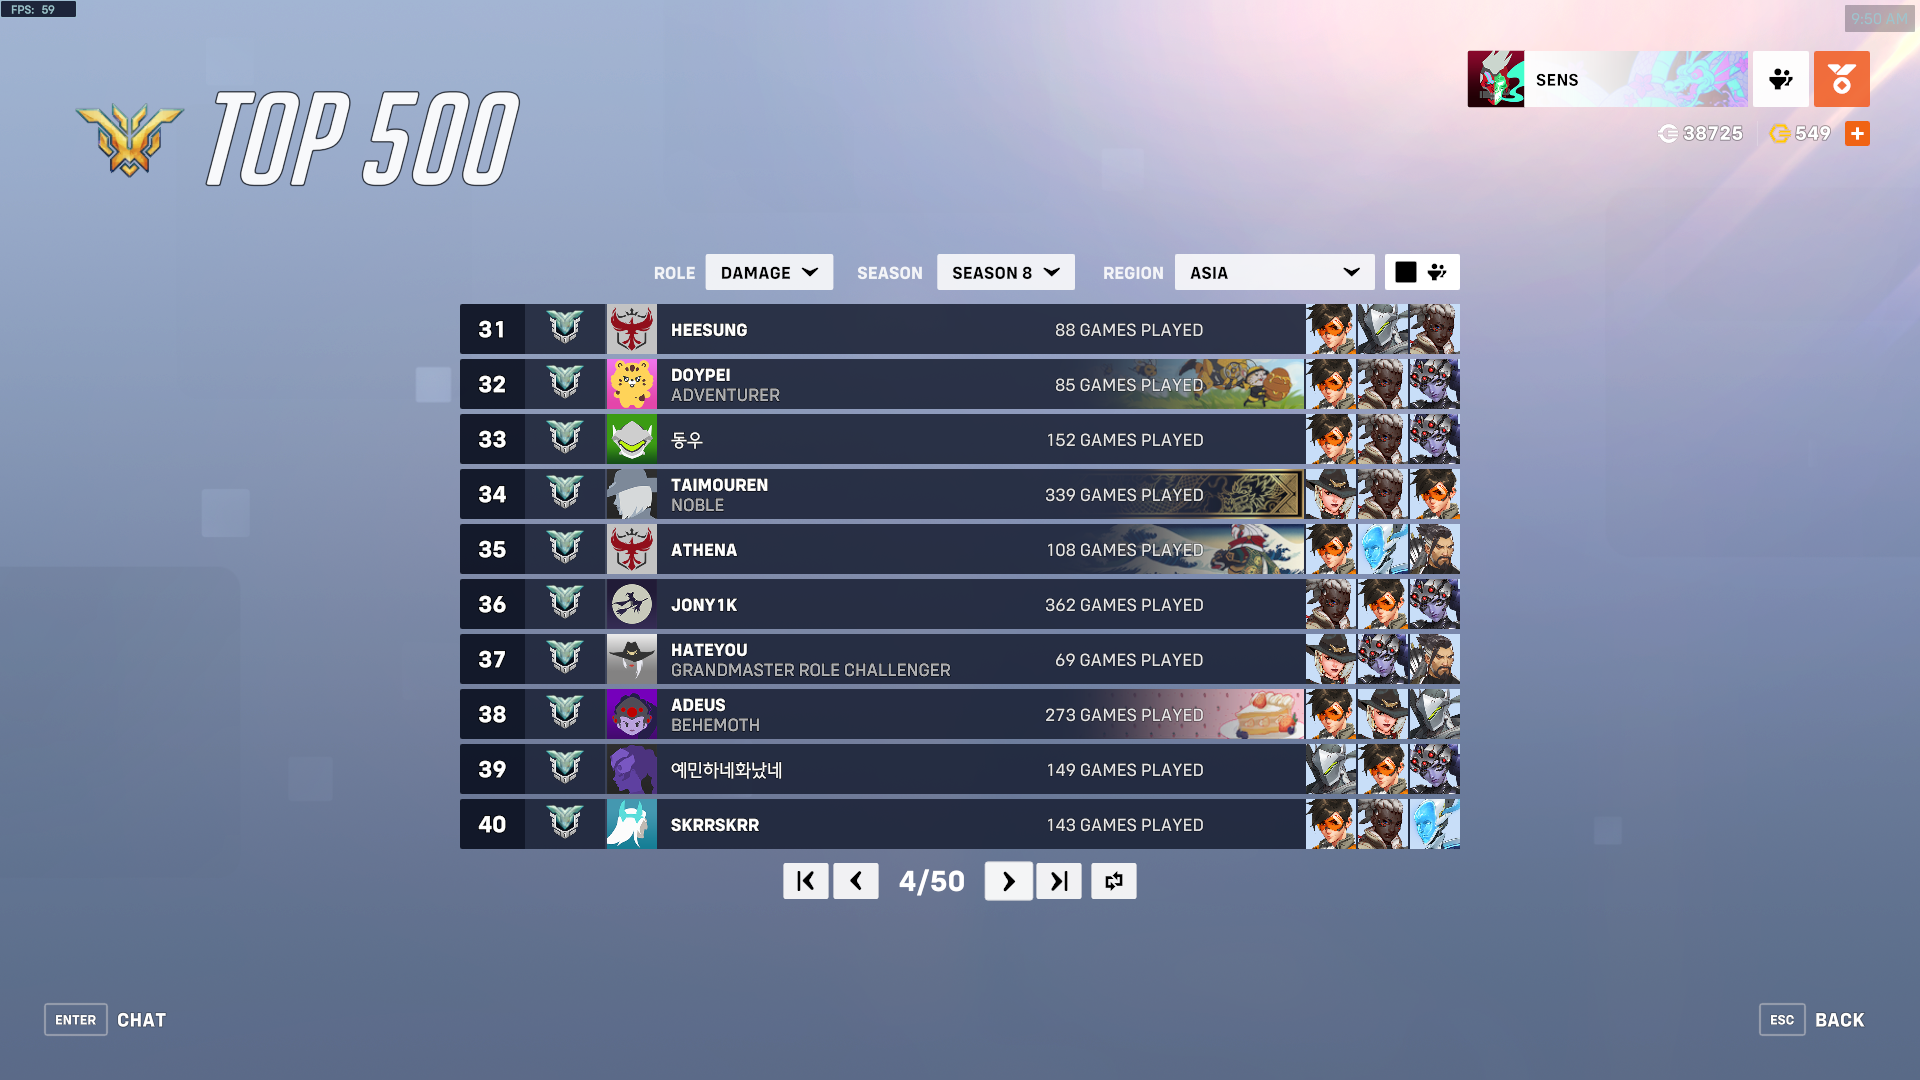 FPS: 59
9:50 AM
TOP 500
SENS
38725
549
ROLE DAMAGE SEASON SEASON 8 REGION ASIA
31 HEESUNG 88 GAMES PLAYED
32 DOYPEI 85 GAMES PLAYED
ADVENTURER
33 동우 152 GAMES PLAYED
34 TAIMOUREN 339 GAMES PLAYED
NOBLE
35 ATHENA 108 GAMES PLAYED
36 JONY1K 362 GAMES PLAYED
37 HATEYOU 69 GAMES PLAYED
GRANDMASTER ROLE CHALLENGER
38 ADEUS 273 GAMES PLAYED
BEHEMOTH
39 예민하네화났네 149 GAMES PLAYED
40 SKRRSKRR 143 GAMES PLAYED
4/50
ENTER CHAT
ESC BACK